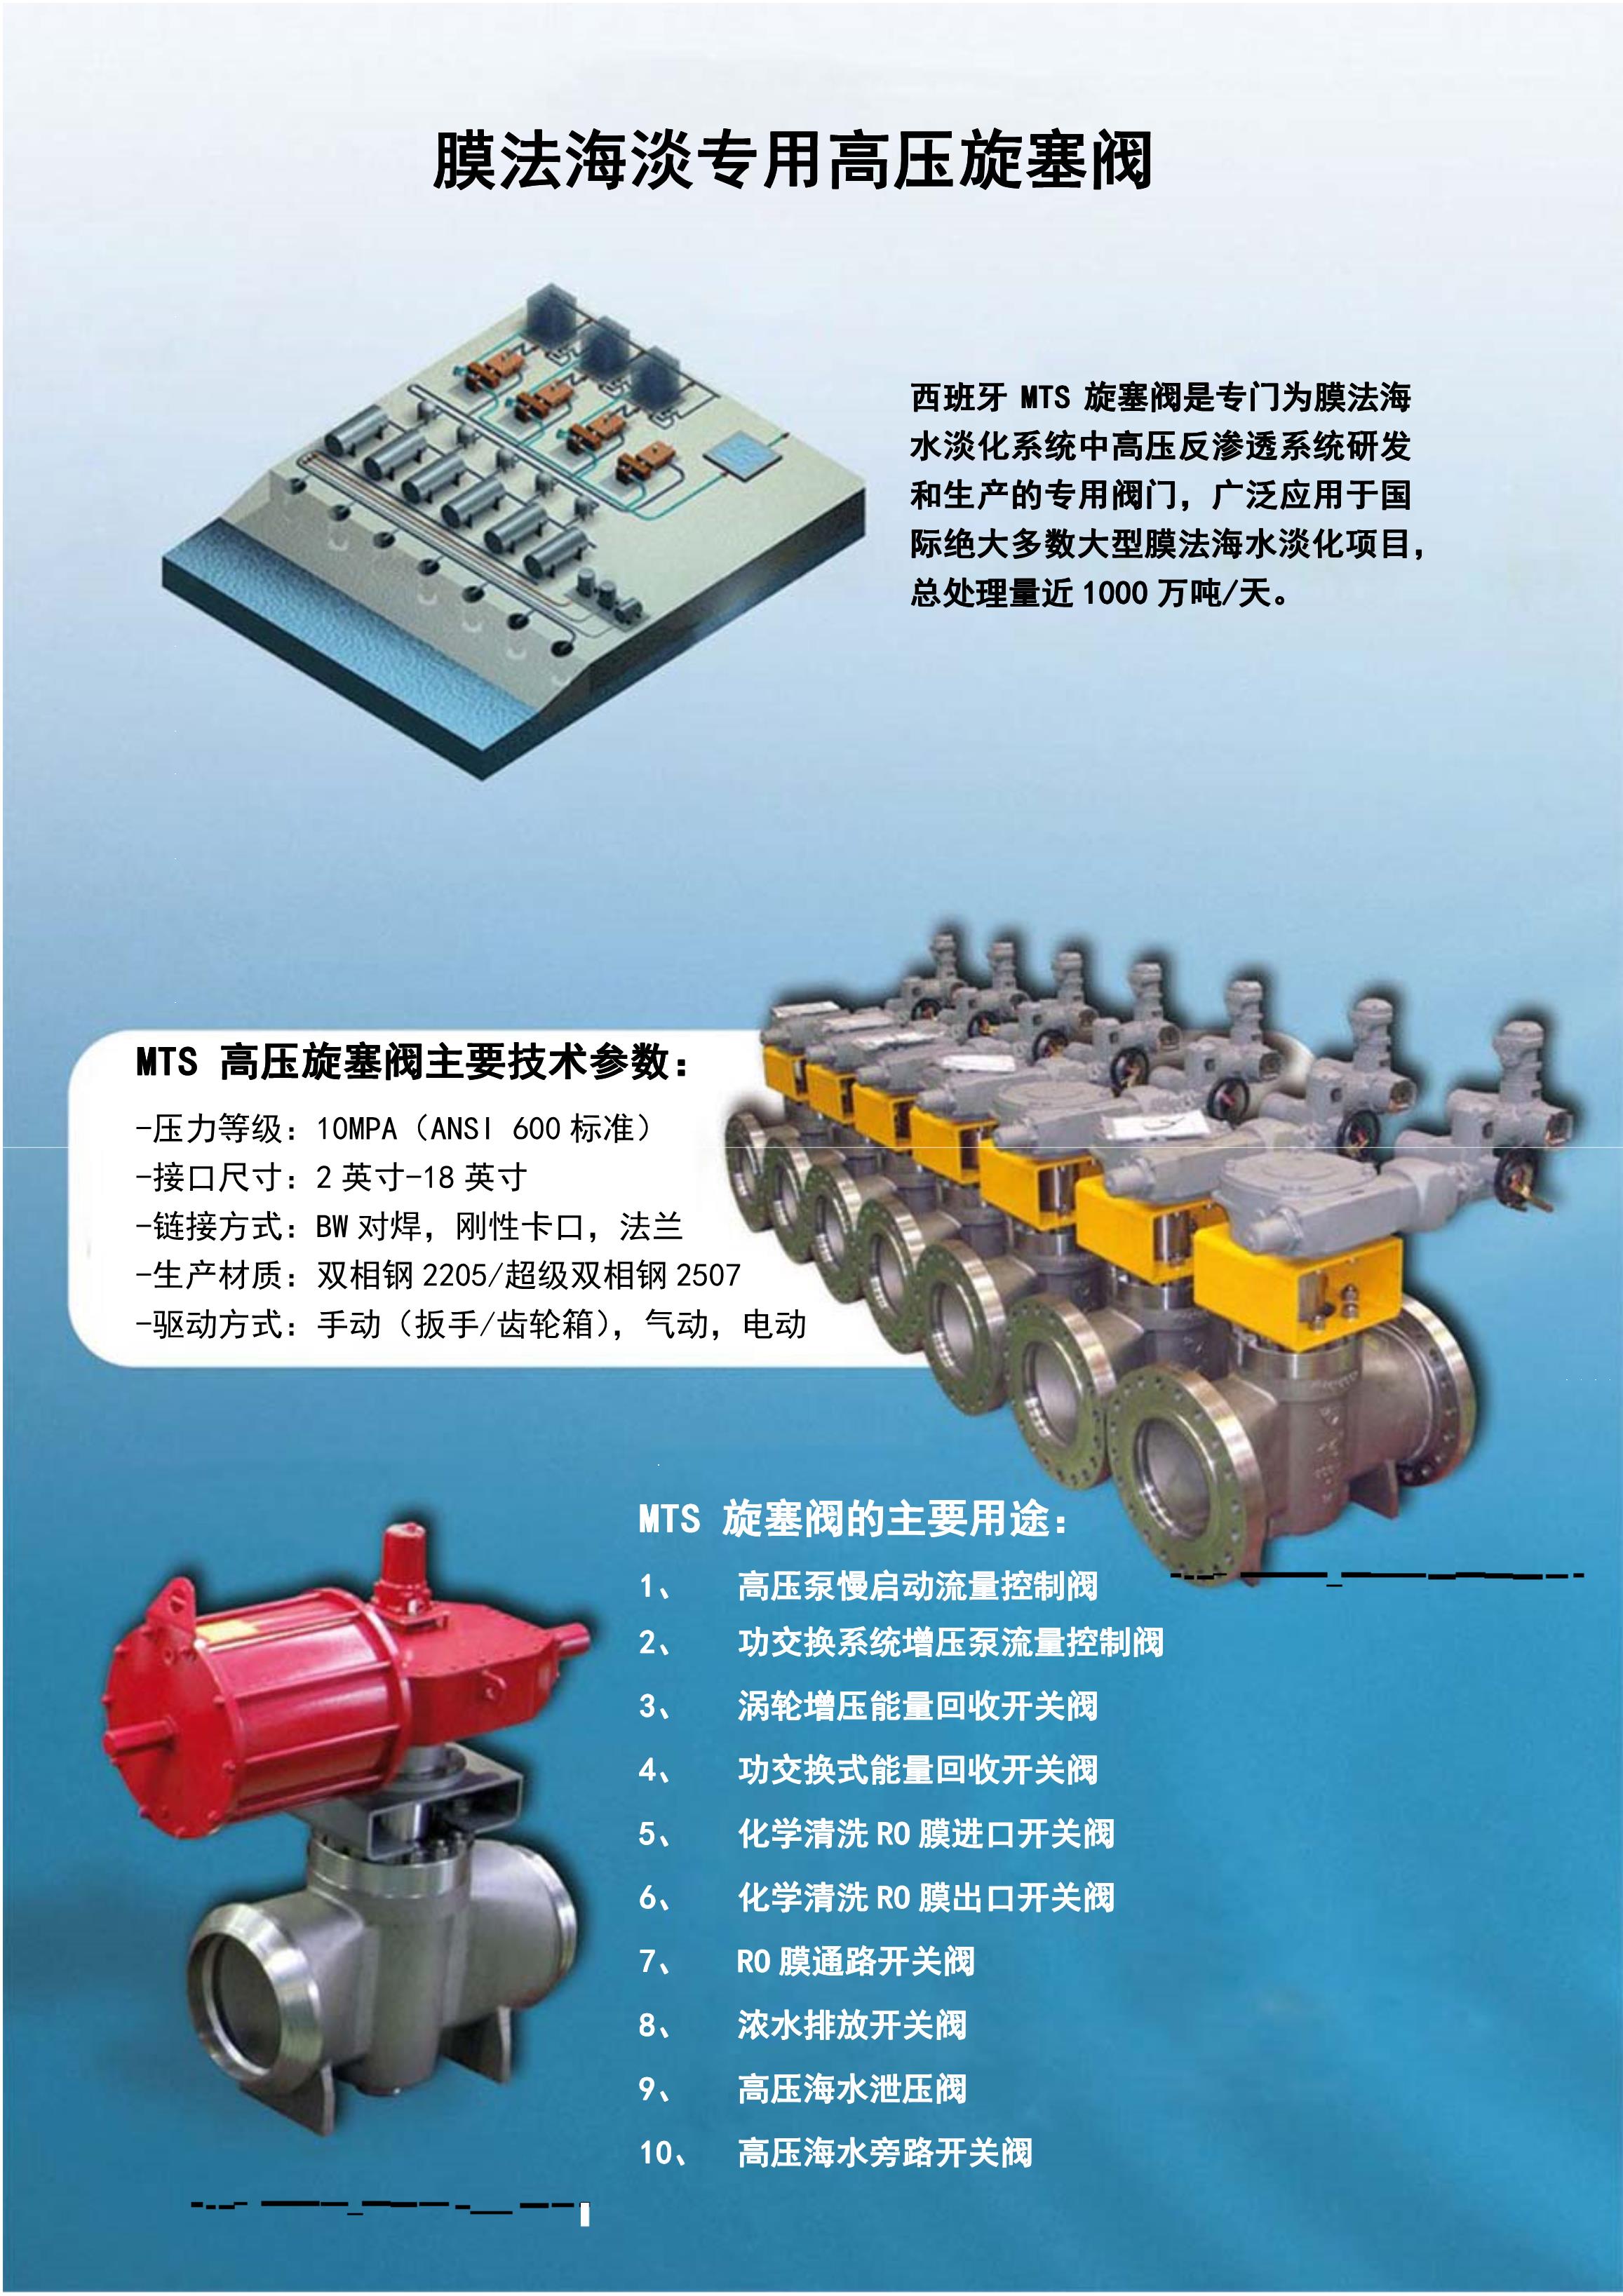 膜法海淡专用高压旋塞阀
西班牙 MTS 旋塞阀是专门为膜法海
水淡化系统中高压反渗透系统研发
和生产的专用阀门，广泛应用于国
际绝大多数大型膜法海水淡化项目，
总处理量近 1000 万吨/天。
MTS 高压旋塞阀主要技术参数：
-压力等级：10MPA（ANSI 600 标准）
-接口尺寸：2 英寸-18 英寸
-链接方式：BW 对焊，刚性卡口，法兰
-生产材质：双相钢 2205/超级双相钢 2507
-驱动方式：手动（扳手/齿轮箱），气动，电动
MTS 旋塞阀的主要用途：
1、 高压泵慢启动流量控制阀
2、 功交换系统增压泵流量控制阀
3、 涡轮增压能量回收开关阀
4、 功交换式能量回收开关阀
5、 化学清洗 RO 膜进口开关阀
6、 化学清洗 RO 膜出口开关阀
7、 RO 膜通路开关阀
8、 浓水排放开关阀
9、 高压海水泄压阀
10、 高压海水旁路开关阀